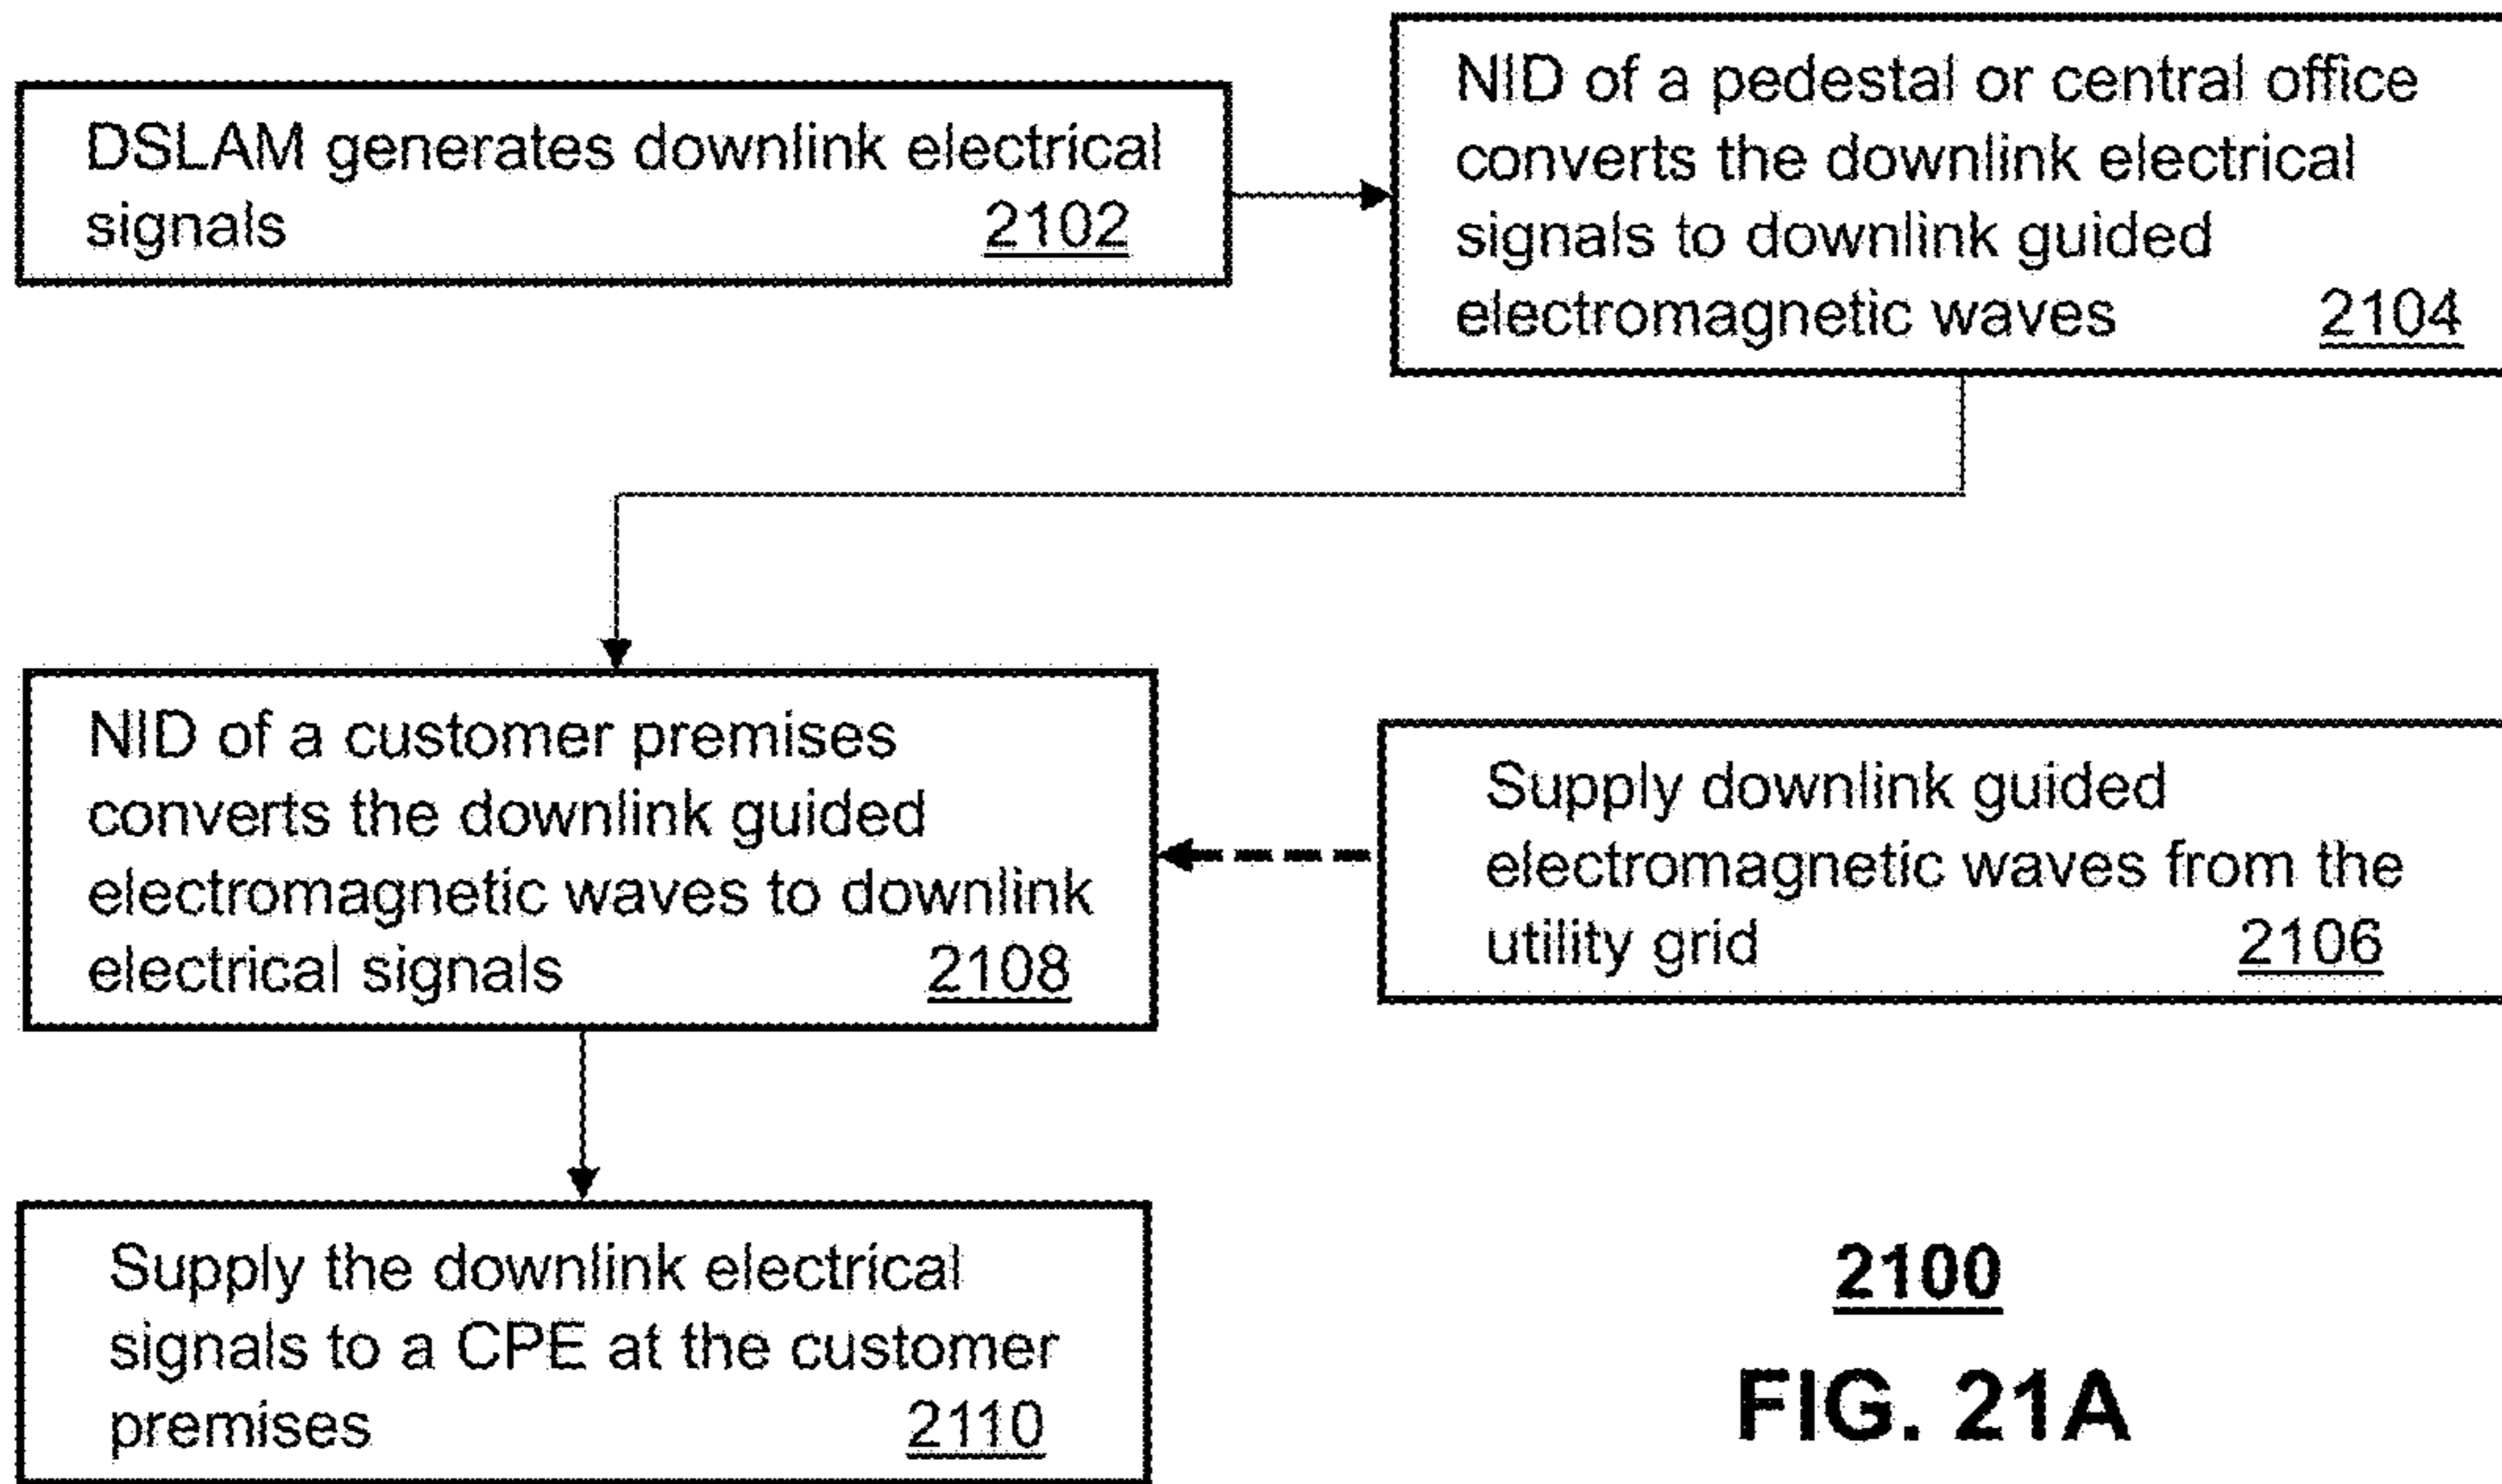 DSLAM generates downlink electrical
signals 2102
NID of a pedestal or central office
converts the downlink electrical
signals to downlink guided
electromagnetic waves 2104
NID of a customer premises
converts the downlink guided
electromagnetic waves to downlink
electrical signals 2108
Supply downlink guided
electromagnetic waves from the
utility grid 2106
Supply the downlink electrical
signals to a CPE at the customer
premises 2110
2100
FIG. 21A